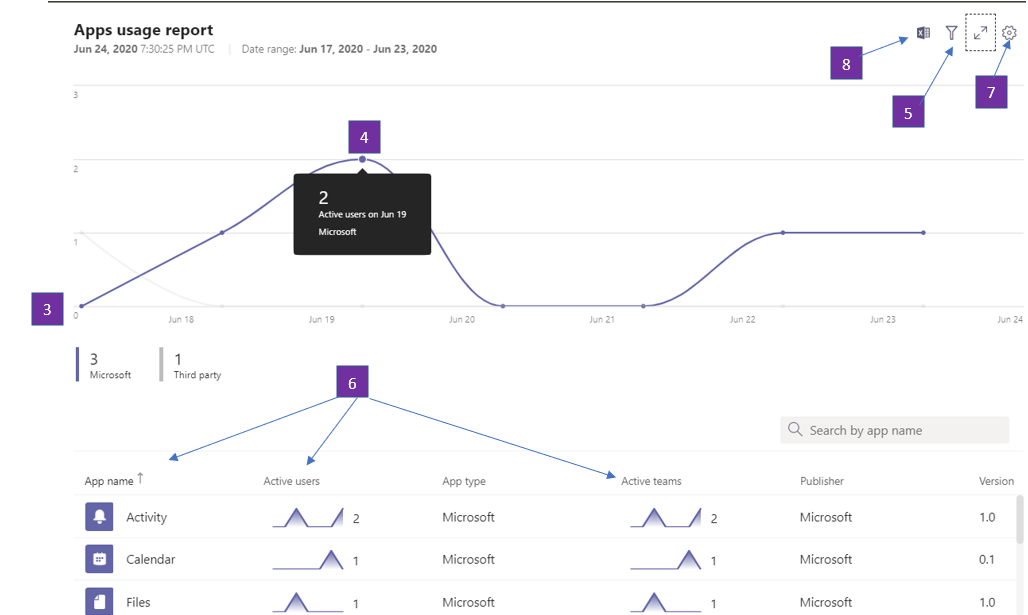 Apps usage report
Jun 24, 2020 7:30:25 PM UTC | Date range: Jun 17, 2020 - Jun 23, 2020
8
5
7
3
4
2
2
Active users on Jun 19
Microsoft
1
3
0
Jun 18 Jun 19 Jun 20 Jun 21 Jun 22 Jun 23 Jun 24
3 1
Microsoft Third party
6
Search by app name
App name ↑ Active users App type Active teams Publisher Version
Activity 2 Microsoft 2 Microsoft 1.0
Calendar 1 Microsoft 1 Microsoft 0.1
Files 1 Microsoft 1 Microsoft 1.0